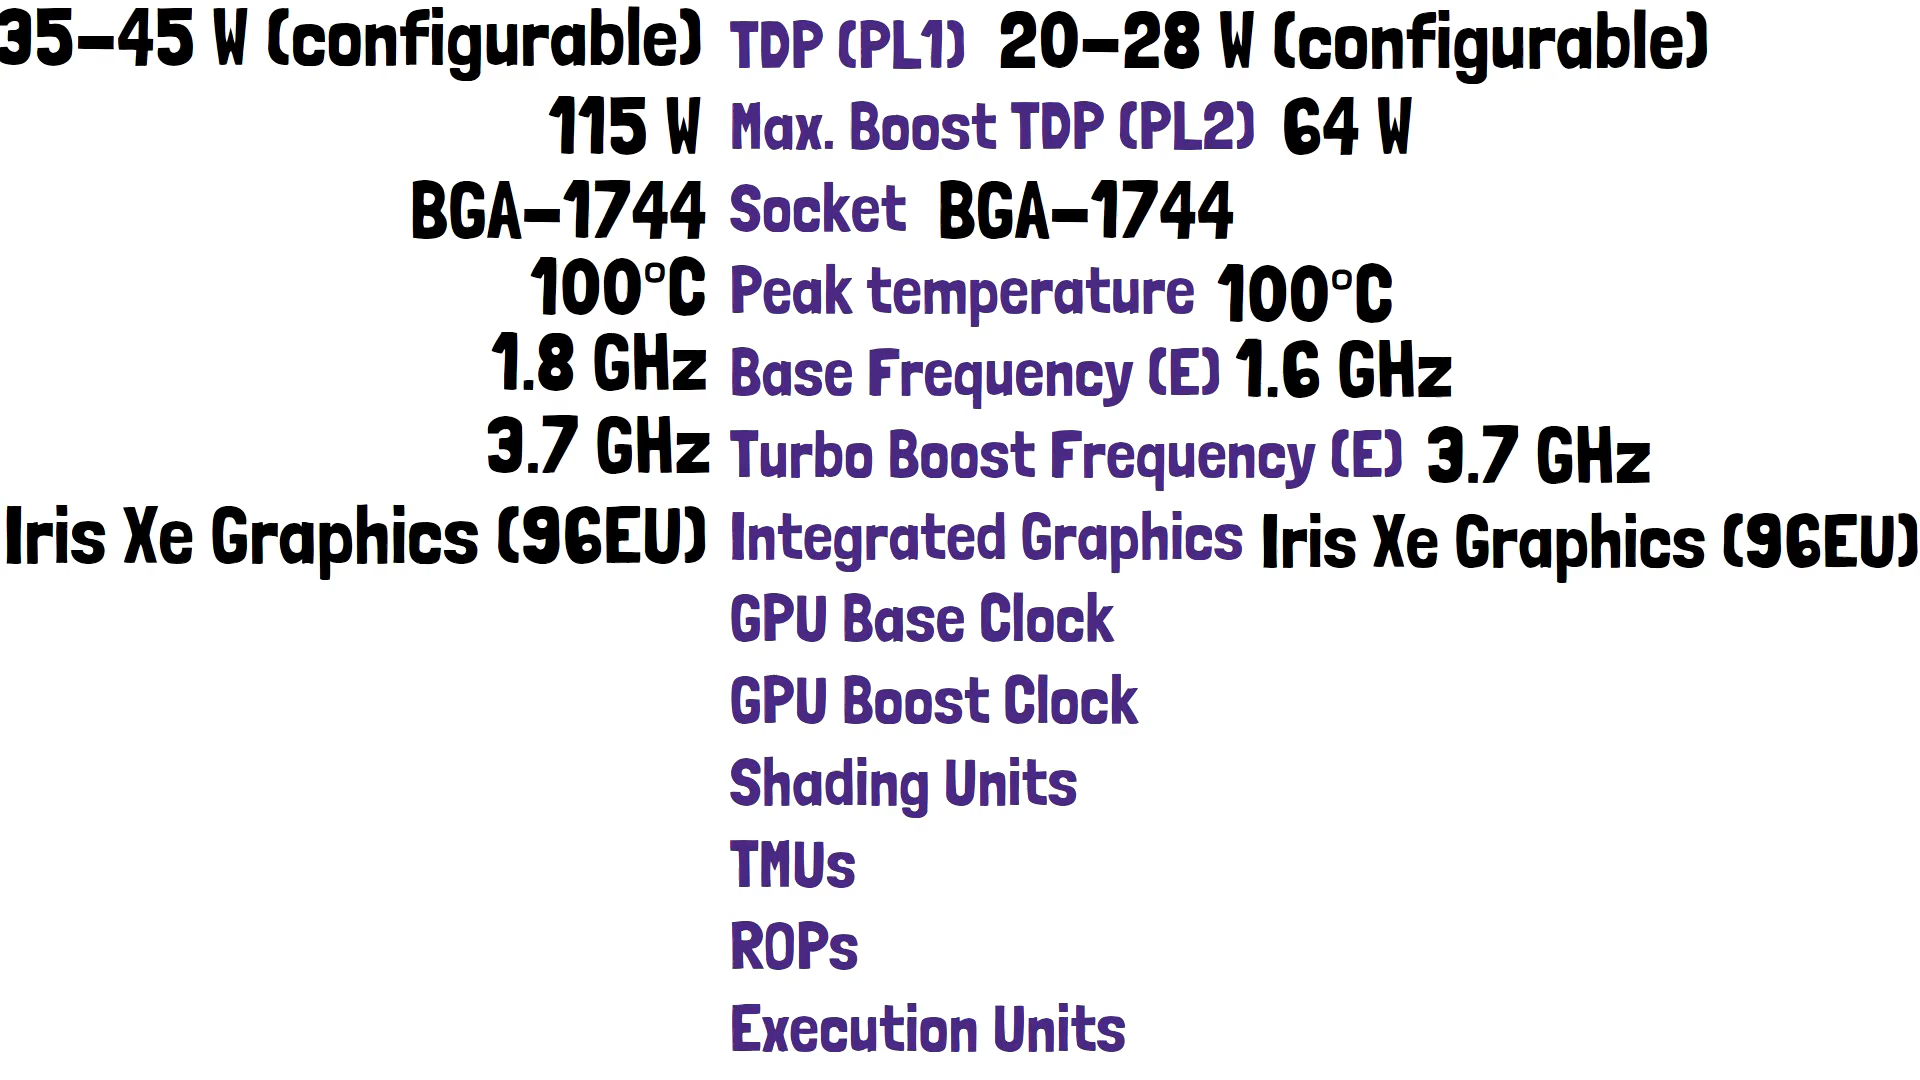 35-45 W (configurable) TDP (PL1) 20-28 W (configurable)
115 W Max. Boost TDP (PL2) 64 W
BGA-1744 Socket BGA-1744
100°C Peak temperature 100°C
1.8 GHz Base Frequency (E) 1.6 GHz
3.7 GHz Turbo Boost Frequency (E) 3.7 GHz
Iris Xe Graphics (96EU) Integrated Graphics Iris Xe Graphics (96EU)
GPU Base Clock
GPU Boost Clock
Shading Units
TMUs
ROPs
Execution Units